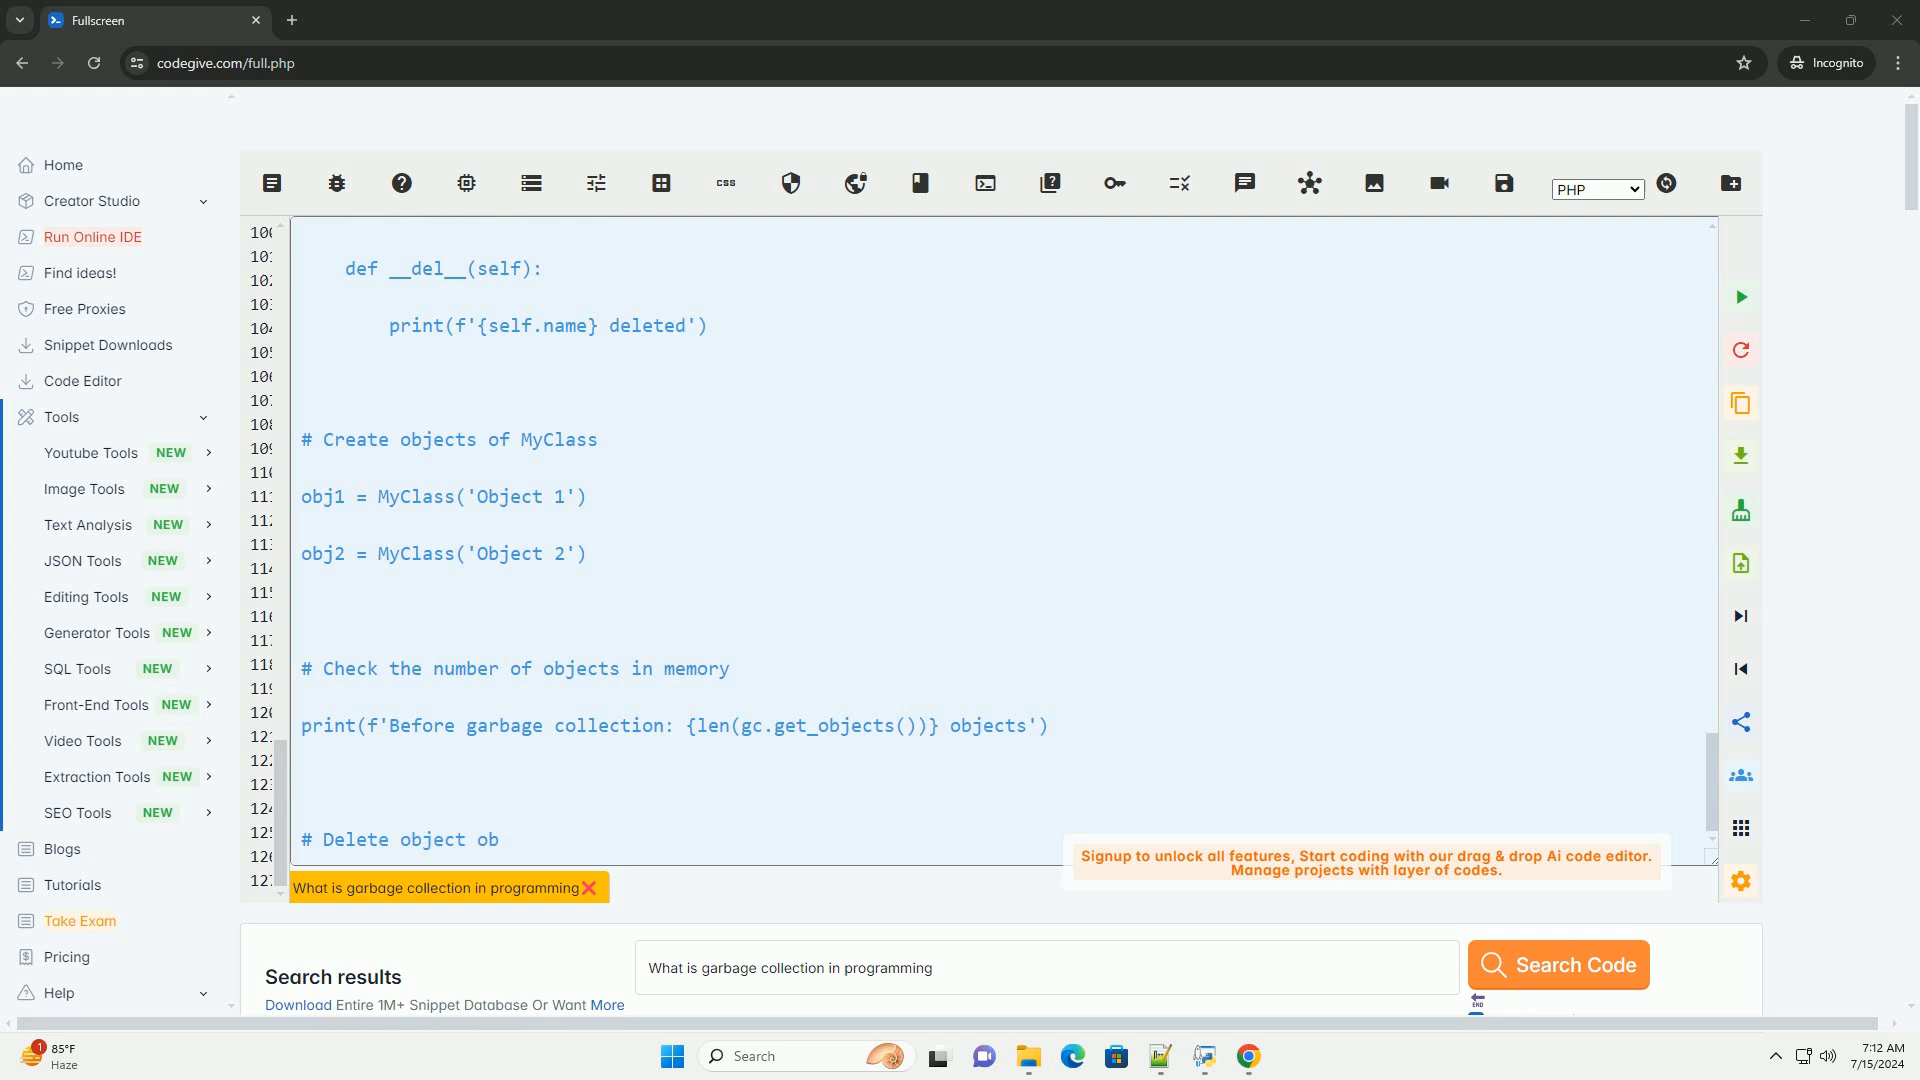 Fullscreen
codegive.com/full.php
Incognito
Home
Creator Studio
Run Online IDE
Find ideas!
Free Proxies
Snippet Downloads
Code Editor
Tools
Youtube Tools NEW
Image Tools NEW
Text Analysis NEW
JSON Tools NEW
Editing Tools NEW
Generator Tools NEW
SQL Tools NEW
Front-End Tools NEW
Video Tools NEW
Extraction Tools NEW
SEO Tools NEW
Blogs
Tutorials
Take Exam
Pricing
Help
css
PHP
def __del__(self):
print(f'{self.name} deleted')
# Create objects of MyClass
obj1 = MyClass('Object 1')
obj2 = MyClass('Object 2')
# Check the number of objects in memory
print(f'Before garbage collection: {len(gc.get_objects())} objects')
# Delete object ob
Signup to unlock all features, Start coding with our drag & drop Ai code editor.
Manage projects with layer of codes.
What is garbage collection in programming
Search results
Download Entire 1M+ Snippet Database Or Want More
What is garbage collection in programming
Search Code
END
1
85°F
Haze
Search
7:12 AM
7/15/2024